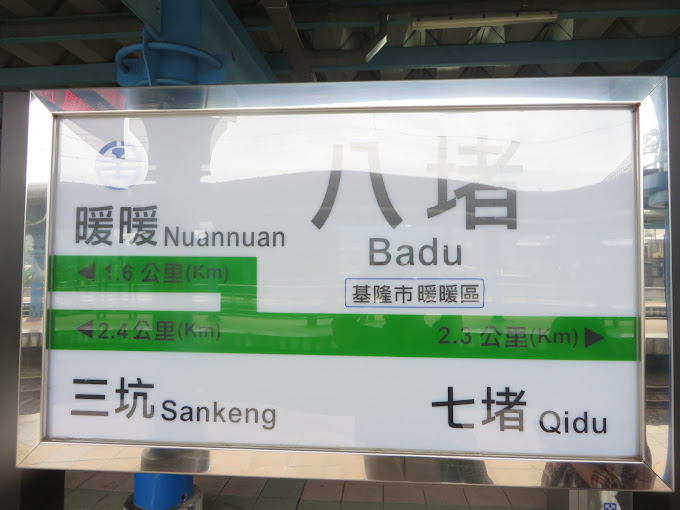 八堵
Badu
基隆市暖暖區
暖暖 Nuannuan
◀ 1.6 公里(Km)
◀ 2.4 公里(Km)
2.3 公里(Km) ▶
三坑 Sankeng
七堵 Qidu